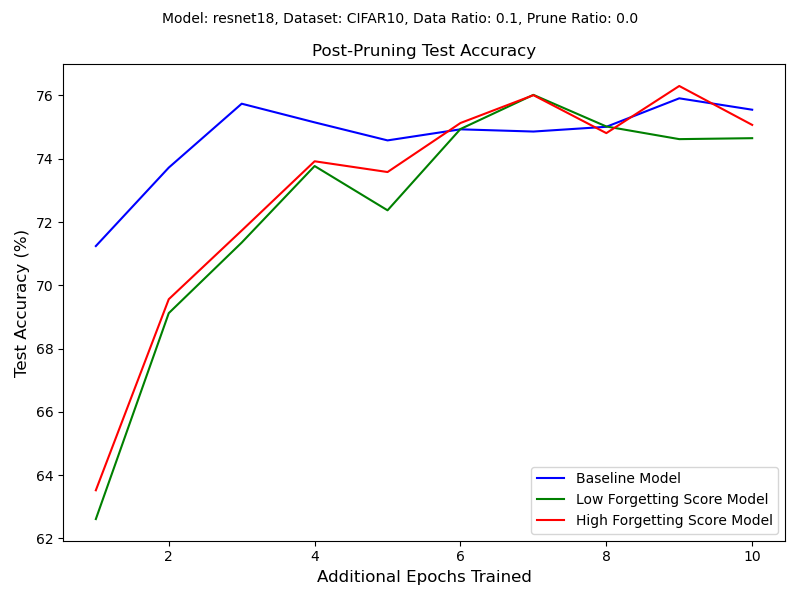 Model: resnet18, Dataset: CIFAR10, Data Ratio: 0.1, Prune Ratio: 0.0
Post-Pruning Test Accuracy
Test Accuracy (%)
76
74
72
70
68
66
64
62
2
4
6
8
10
Additional Epochs Trained
Baseline Model
Low Forgetting Score Model
High Forgetting Score Model